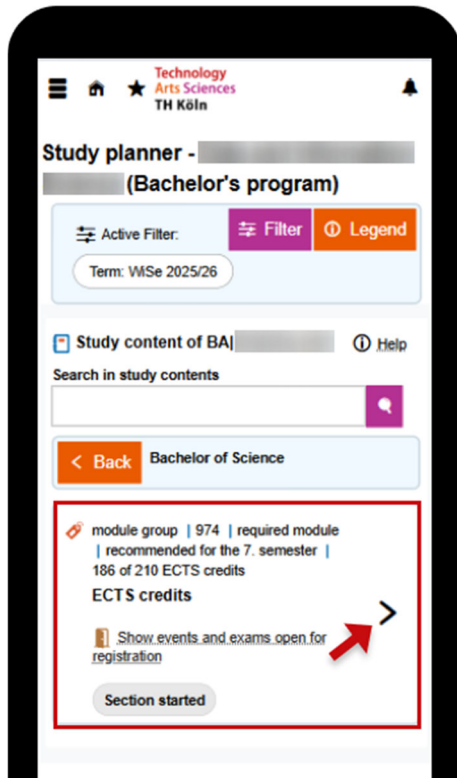 Technology
Arts Sciences
TH Köln
Study planner -
(Bachelor's program)
Active Filter:
Filter
Legend
Term: WiSe 2025/26
Study content of BA|
Help
Search in study contents
Back
Bachelor of Science
module group | 974 | required module
| recommended for the 7. semester |
186 of 210 ECTS credits
ECTS credits
Show events and exams open for
registration
Section started